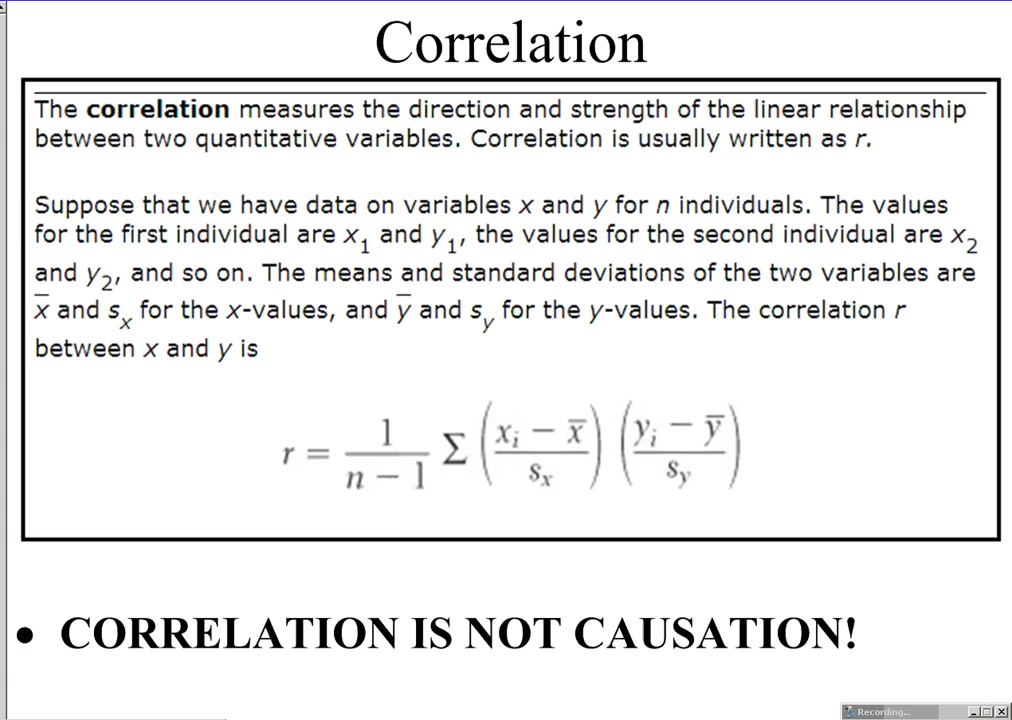 Correlation
The correlation measures the direction and strength of the linear relationship
between two quantitative variables. Correlation is usually written as r.
Suppose that we have data on variables x and y for n individuals. The values
for the first individual are x₁ and y₁, the values for the second individual are x₂
and y₂, and so on. The means and standard deviations of the two variables are
x̅ and sₓ for the x-values, and y̅ and s_y for the y-values. The correlation r
between x and y is
r = 1/(n − 1) Σ ((xᵢ − x̅)/sₓ) ((yᵢ − y̅)/s_y)
• CORRELATION IS NOT CAUSATION!
Recording...